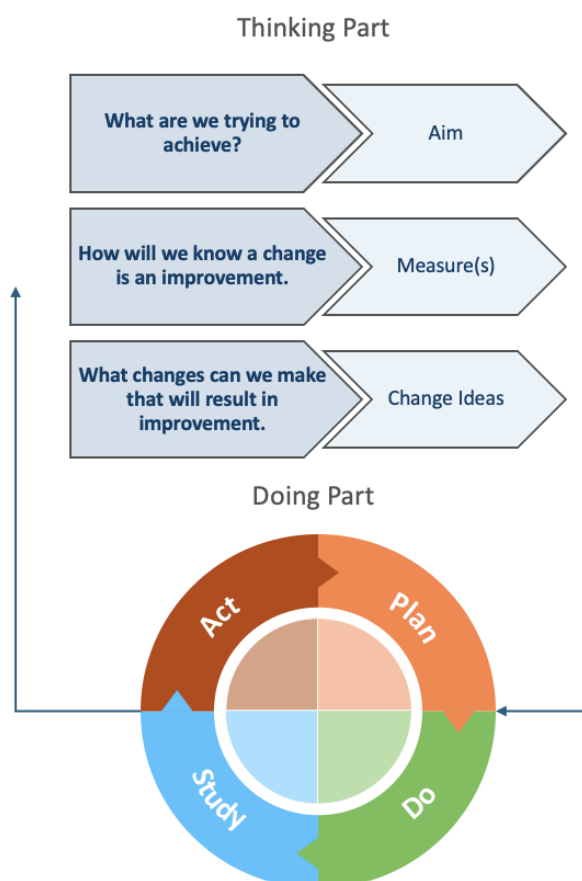 Thinking Part
What are we trying to
achieve?
Aim
How will we know a change
is an improvement.
Measure(s)
What changes can we make
that will result in
improvement.
Change Ideas
Doing Part
Act
Plan
Study
Do